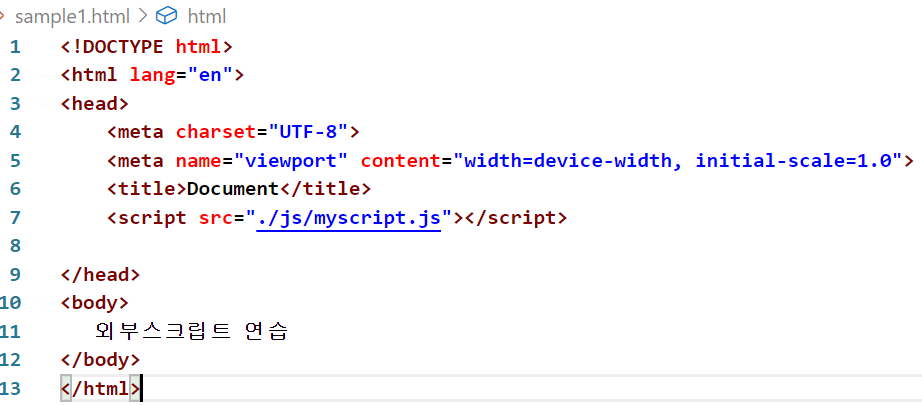 sample1.html > html
1 <!DOCTYPE html>
2 <html lang="en">
3 <head>
4     <meta charset="UTF-8">
5     <meta name="viewport" content="width=device-width, initial-scale=1.0">
6     <title>Document</title>
7     <script src="./js/myscript.js"></script>
8
9 </head>
10 <body>
11    외부스크립트 연습
12 </body>
13 </html>